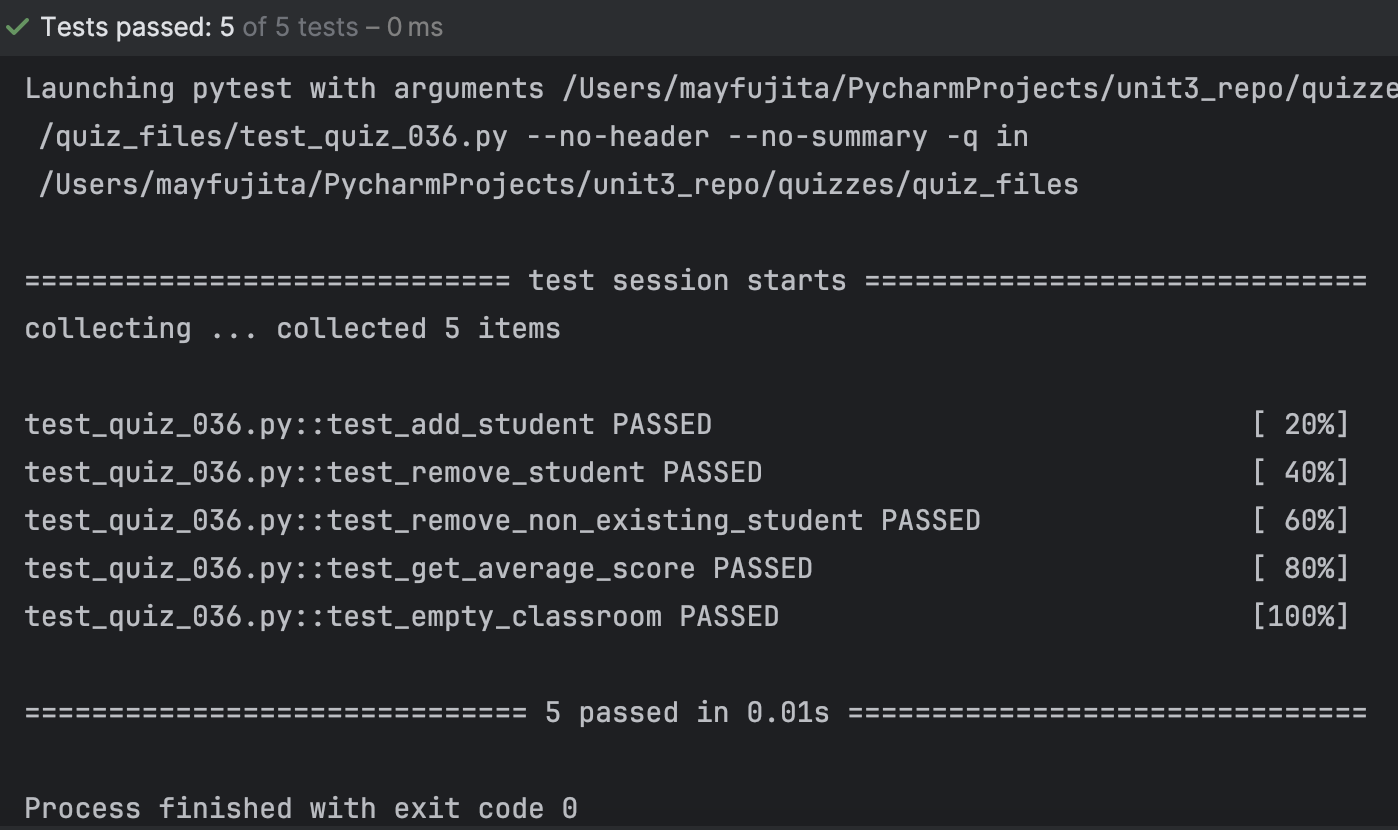 Tests passed: 5 of 5 tests – 0 ms
Launching pytest with arguments /Users/mayfujita/PycharmProjects/unit3_repo/quizze
/quiz_files/test_quiz_036.py --no-header --no-summary -q in
/Users/mayfujita/PycharmProjects/unit3_repo/quizzes/quiz_files
============================= test session starts ==============================
collecting ... collected 5 items
test_quiz_036.py::test_add_student PASSED [ 20%]
test_quiz_036.py::test_remove_student PASSED [ 40%]
test_quiz_036.py::test_remove_non_existing_student PASSED [ 60%]
test_quiz_036.py::test_get_average_score PASSED [ 80%]
test_quiz_036.py::test_empty_classroom PASSED [100%]
============================== 5 passed in 0.01s ===============================
Process finished with exit code 0